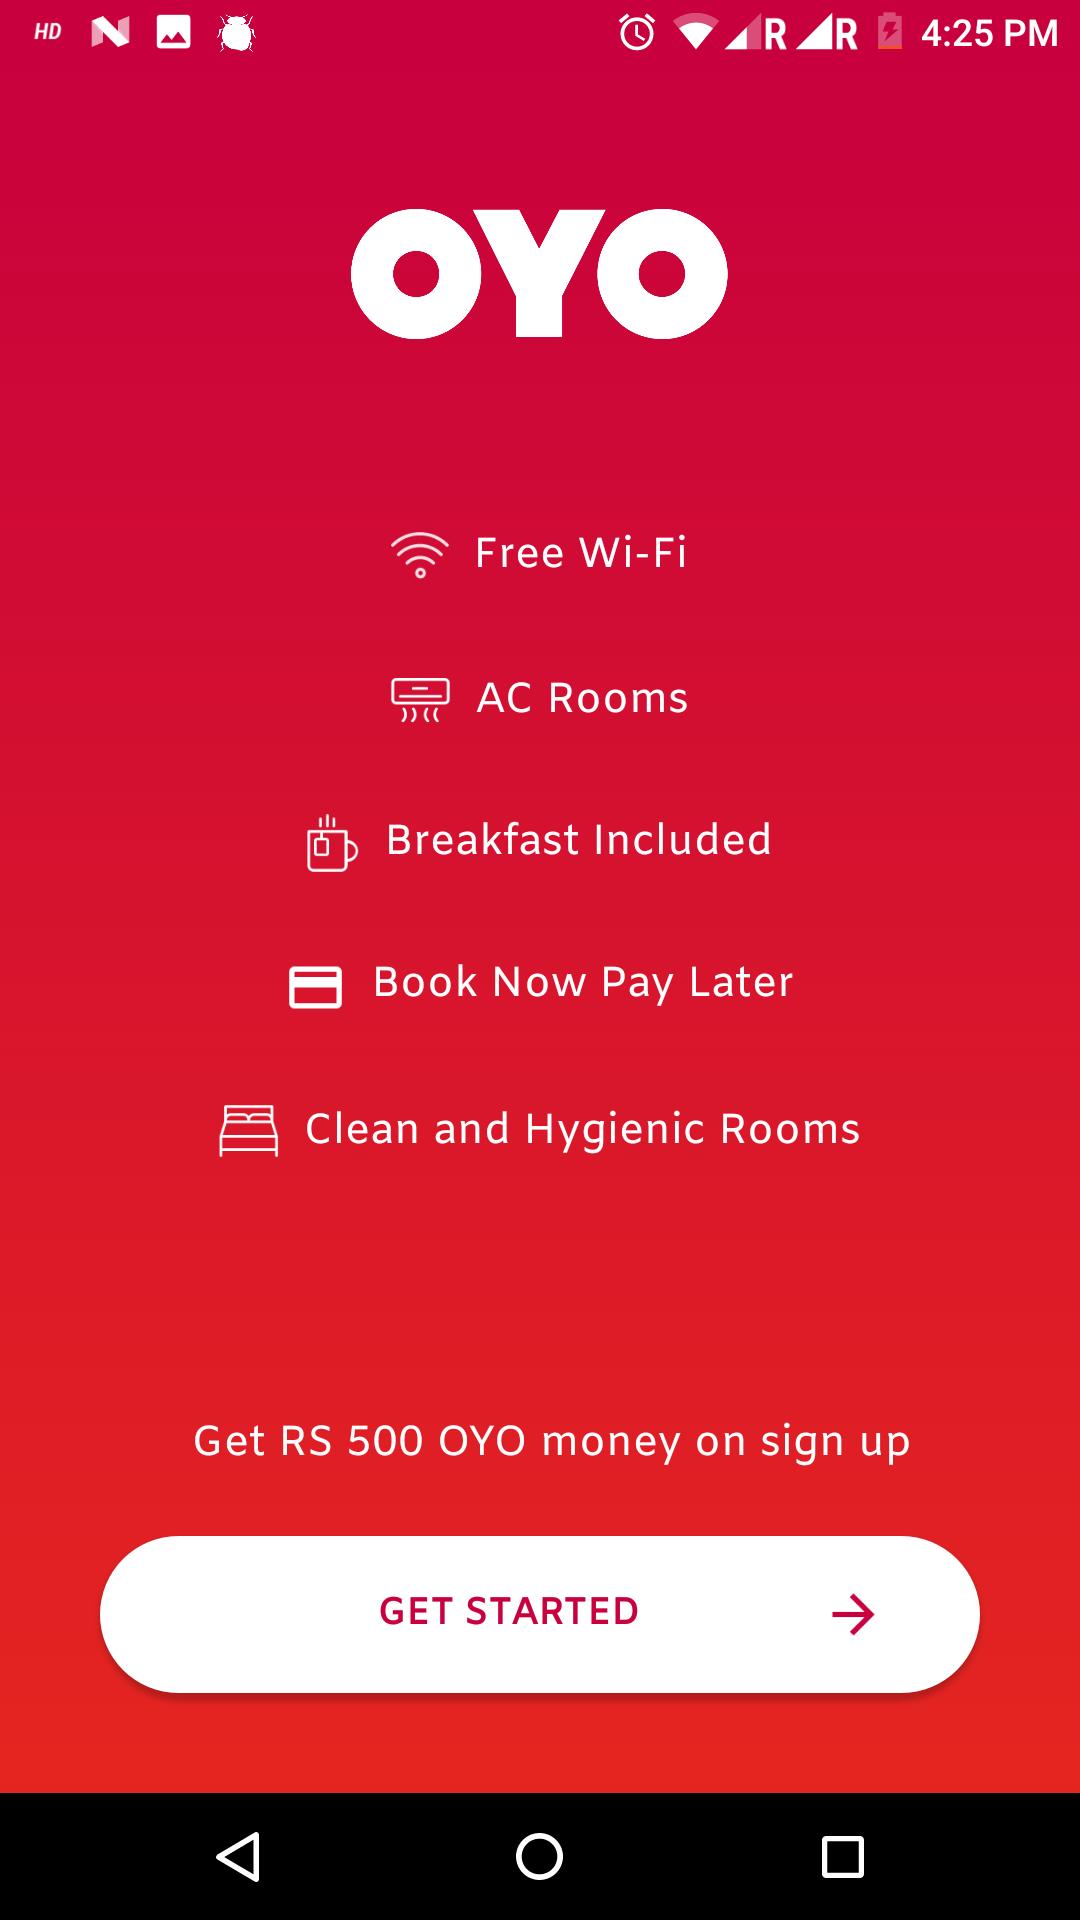 HD R R 4:25 PM
OYO
Free Wi-Fi
AC Rooms
Breakfast Included
Book Now Pay Later
Clean and Hygienic Rooms
Get RS 500 OYO money on sign up
GET STARTED